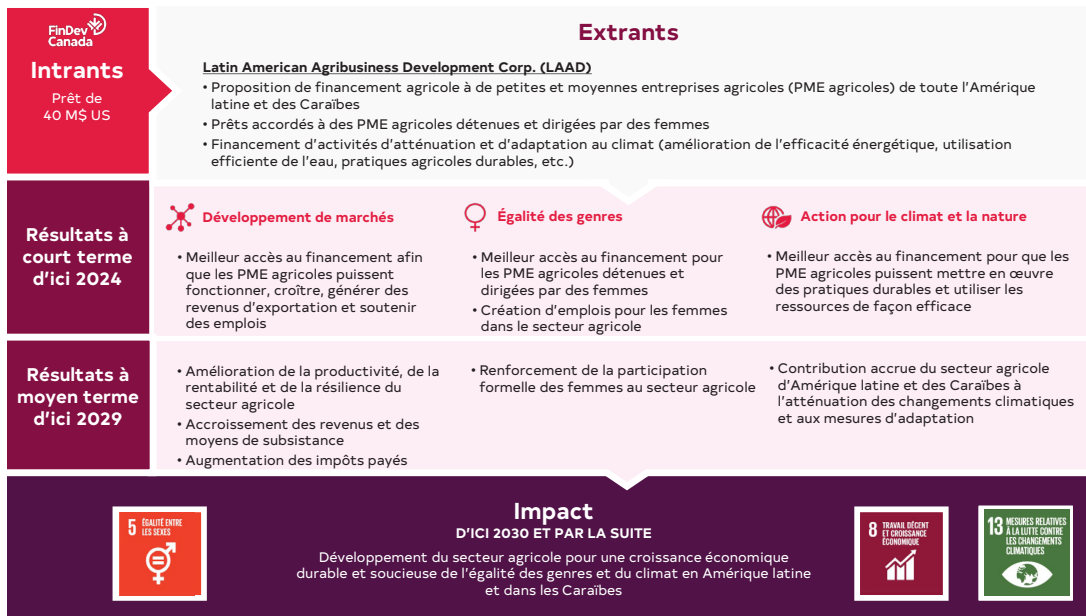 FinDev
Canada
Intrants
Prêt de
40 M$ US
Extrants
Latin American Agribusiness Development Corp. (LAAD)
• Proposition de financement agricole à de petites et moyennes entreprises agricoles (PME agricoles) de toute l'Amérique
latine et des Caraïbes
• Prêts accordés à des PME agricoles détenues et dirigées par des femmes
• Financement d'activités d'atténuation et d'adaptation au climat (amélioration de l'efficacité énergétique, utilisation
efficiente de l'eau, pratiques agricoles durables, etc.)
Résultats à
court terme
d'ici 2024
Développement de marchés
• Meilleur accès au financement afin
que les PME agricoles puissent
fonctionner, croître, générer des
revenus d'exportation et soutenir
des emplois
Égalité des genres
• Meilleur accès au financement pour
les PME agricoles détenues et
dirigées par des femmes
• Création d'emplois pour les femmes
dans le secteur agricole
Action pour le climat et la nature
• Meilleur accès au financement pour que les
PME agricoles puissent mettre en œuvre
des pratiques durables et utiliser les
ressources de façon efficace
Résultats à
moyen terme
d'ici 2029
• Amélioration de la productivité, de la
rentabilité et de la résilience du
secteur agricole
• Accroissement des revenus et des
moyens de subsistance
• Augmentation des impôts payés
• Renforcement de la participation
formelle des femmes au secteur agricole
• Contribution accrue du secteur agricole
d'Amérique latine et des Caraïbes à
l'atténuation des changements climatiques
et aux mesures d'adaptation
5 ÉGALITÉ ENTRE
LES SEXES
Impact
D'ICI 2030 ET PAR LA SUITE
Développement du secteur agricole pour une croissance économique
durable et soucieuse de l'égalité des genres et du climat en Amérique latine
et dans les Caraïbes
8 TRAVAIL DÉCENT
ET CROISSANCE
ÉCONOMIQUE
13 MESURES RELATIVES
À LA LUTTE CONTRE
LES CHANGEMENTS
CLIMATIQUES